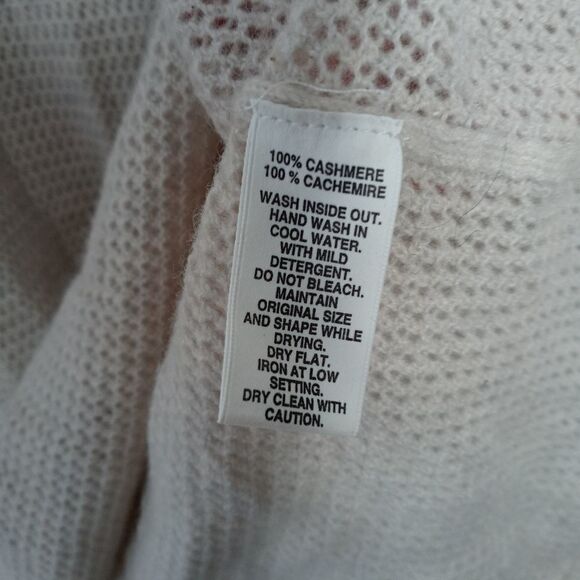 100% CASHMERE
100 % CACHEMIRE
WASH INSIDE OUT.
HAND WASH IN
COOL WATER.
WITH MILD
DETERGENT.
DO NOT BLEACH.
MAINTAIN
ORIGINAL SIZE
AND SHAPE WHILE
DRYING.
DRY FLAT.
IRON AT LOW
SETTING.
DRY CLEAN WITH
CAUTION.